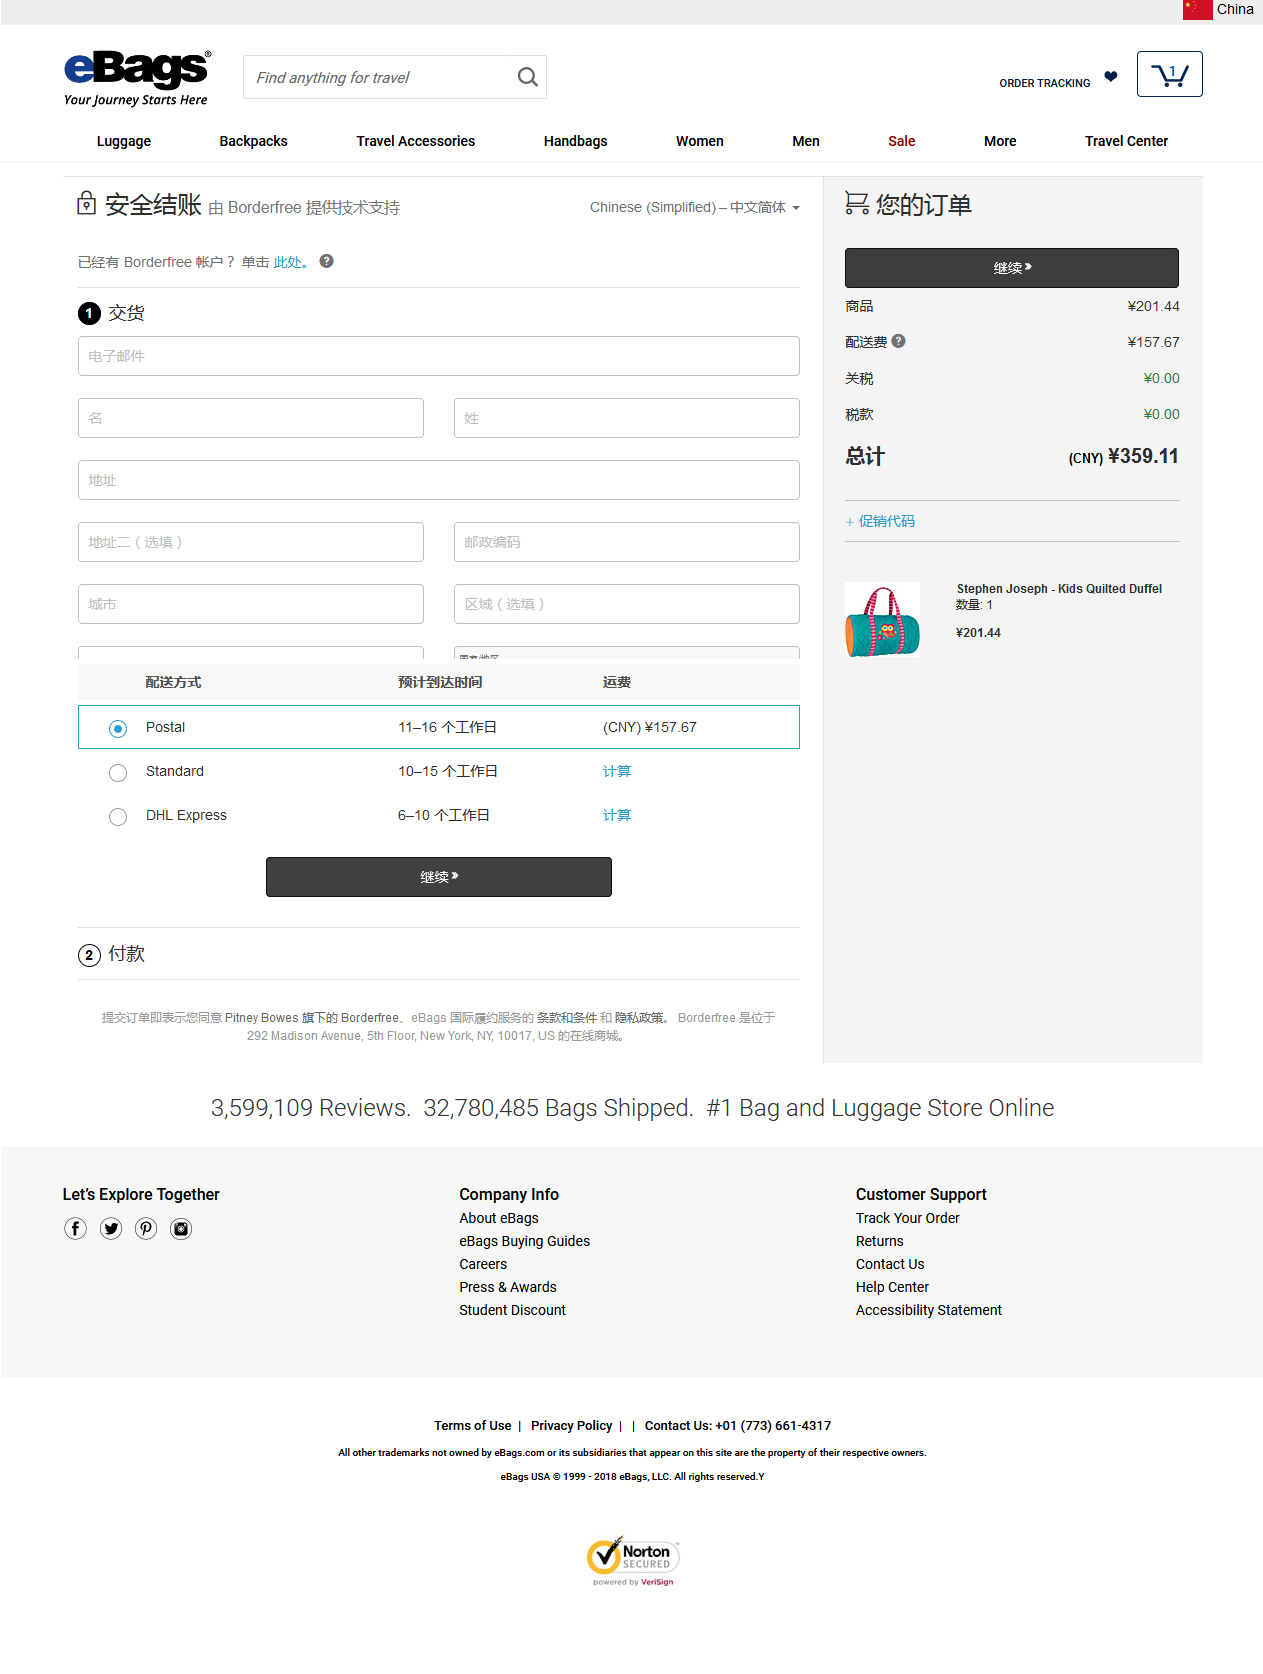 China
eBags®
Your Journey Starts Here
Find anything for travel
ORDER TRACKING
1
Luggage Backpacks Travel Accessories Handbags Women Men Sale More Travel Center
安全结账 由 Borderfree 提供技术支持
Chinese (Simplified) – 中文简体
已经有 Borderfree 帐户？ 单击 此处。 ?
1 交货
电子邮件
名 姓
地址
地址二（选填） 邮政编码
城市 区域（选填）
国家/地区
配送方式 预计到达时间 运费
Postal 11–16 个工作日 (CNY) ¥157.67
Standard 10–15 个工作日 计算
DHL Express 6–10 个工作日 计算
继续 »
2 付款
提交订单即表示您同意 Pitney Bowes 旗下的 Borderfree、eBags 国际履约服务的 条款和条件 和 隐私政策。 Borderfree 是位于
292 Madison Avenue, 5th Floor, New York, NY, 10017, US 的在线商城。
您的订单
继续 »
商品 ¥201.44
配送费 ? ¥157.67
关税 ¥0.00
税款 ¥0.00
总计 (CNY) ¥359.11
+ 促销代码
Stephen Joseph - Kids Quilted Duffel
数量: 1
¥201.44
3,599,109 Reviews. 32,780,485 Bags Shipped. #1 Bag and Luggage Store Online
Let's Explore Together
Company Info
About eBags
eBags Buying Guides
Careers
Press & Awards
Student Discount
Customer Support
Track Your Order
Returns
Contact Us
Help Center
Accessibility Statement
Terms of Use | Privacy Policy | | Contact Us: +01 (773) 661-4317
All other trademarks not owned by eBags.com or its subsidiaries that appear on this site are the property of their respective owners.
eBags USA © 1999 - 2018 eBags, LLC. All rights reserved.Y
Norton
SECURED
powered by VeriSign